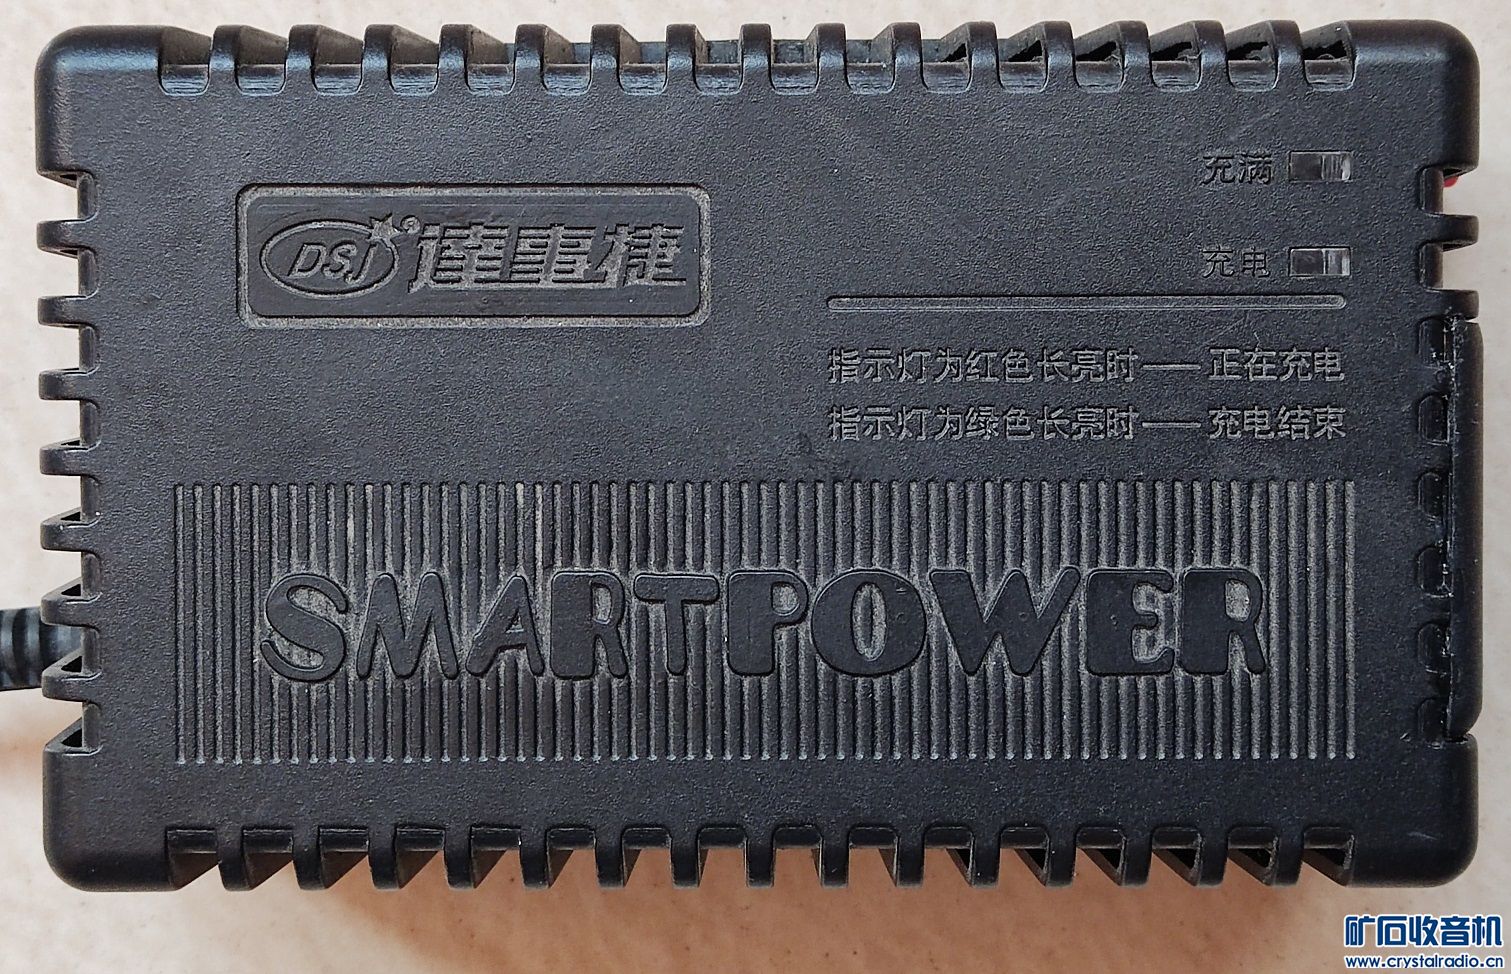 充满
DSJ® 達事捷
充电
指示灯为红色长亮时——正在充电
指示灯为绿色长亮时——充电结束
SMARTPOWER
矿石收音机
www.crystalradio.cn